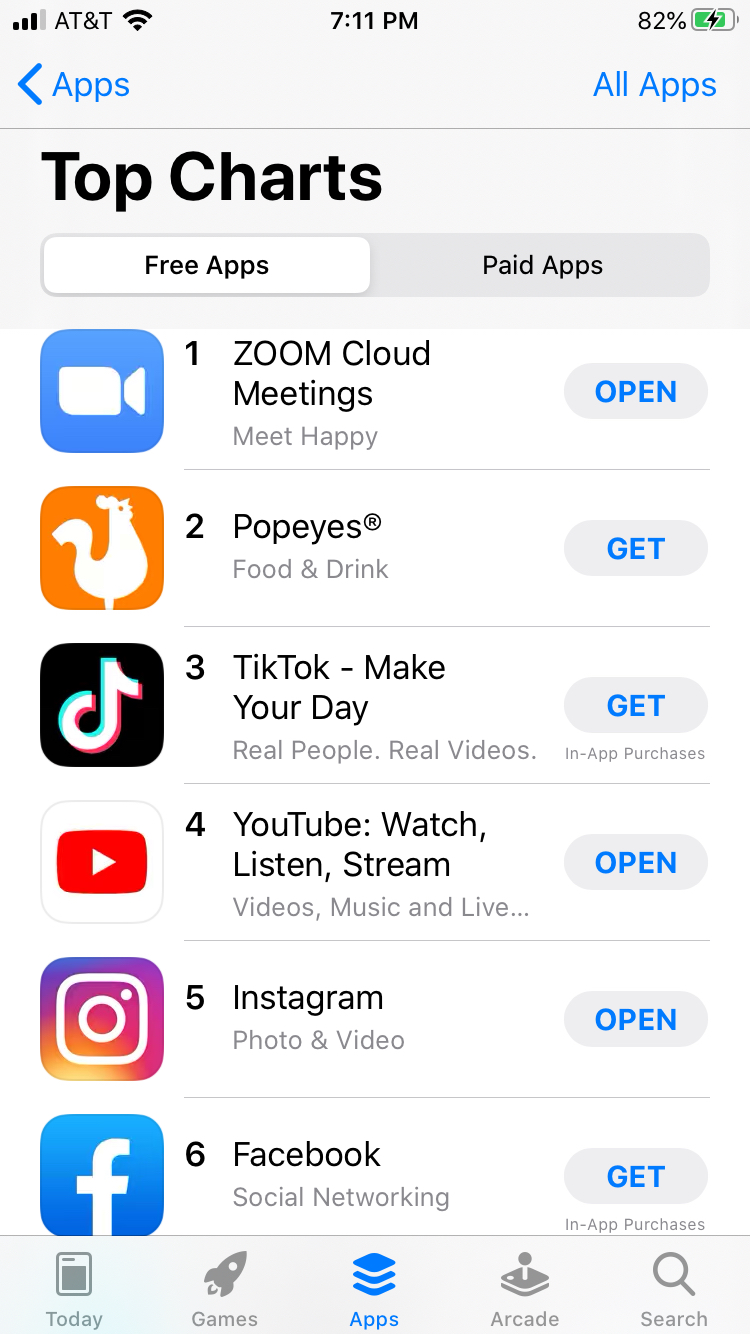 AT&T 7:11 PM 82%
Apps All Apps
Top Charts
Free Apps Paid Apps
1 ZOOM Cloud
Meetings
Meet Happy
OPEN
2 Popeyes®
Food & Drink
GET
3 TikTok - Make
Your Day
Real People. Real Videos.
GET
In-App Purchases
4 YouTube: Watch,
Listen, Stream
Videos, Music and Live...
OPEN
5 Instagram
Photo & Video
OPEN
6 Facebook
Social Networking
GET
In-App Purchases
Today Games Apps Arcade Search